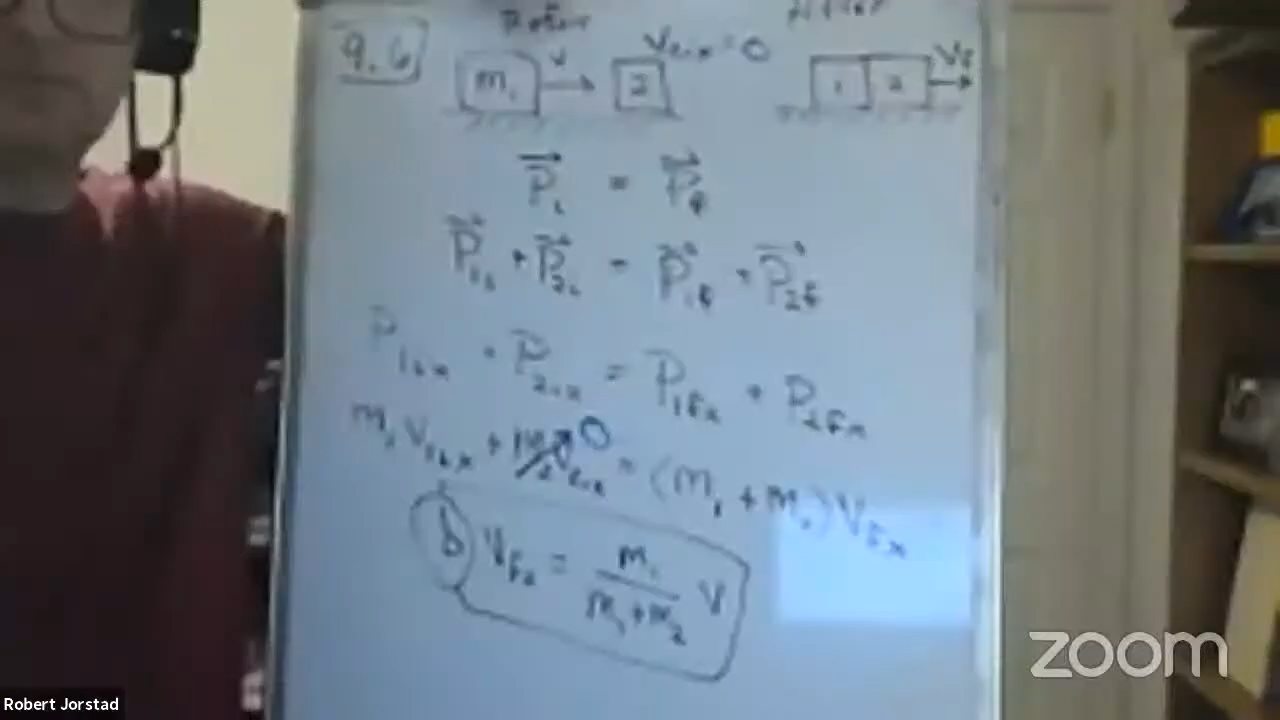 Before After
9.6 m₁ v 2 V₂ᵢₓ = 0 1 2 Vf
P⃗ᵢ = P⃗f
P⃗₁ᵢ + P⃗₂ᵢ = P⃗₁f + P⃗₂f
P₁ᵢₓ + P₂ᵢₓ = P₁fₓ + P₂fₓ
m₁V₁ᵢₓ + m₂V₂ᵢₓ 0 = (m₁ + m₂)Vfₓ
b Vfₓ = m₁ / (m₁ + m₂) V
zoom
Robert Jorstad